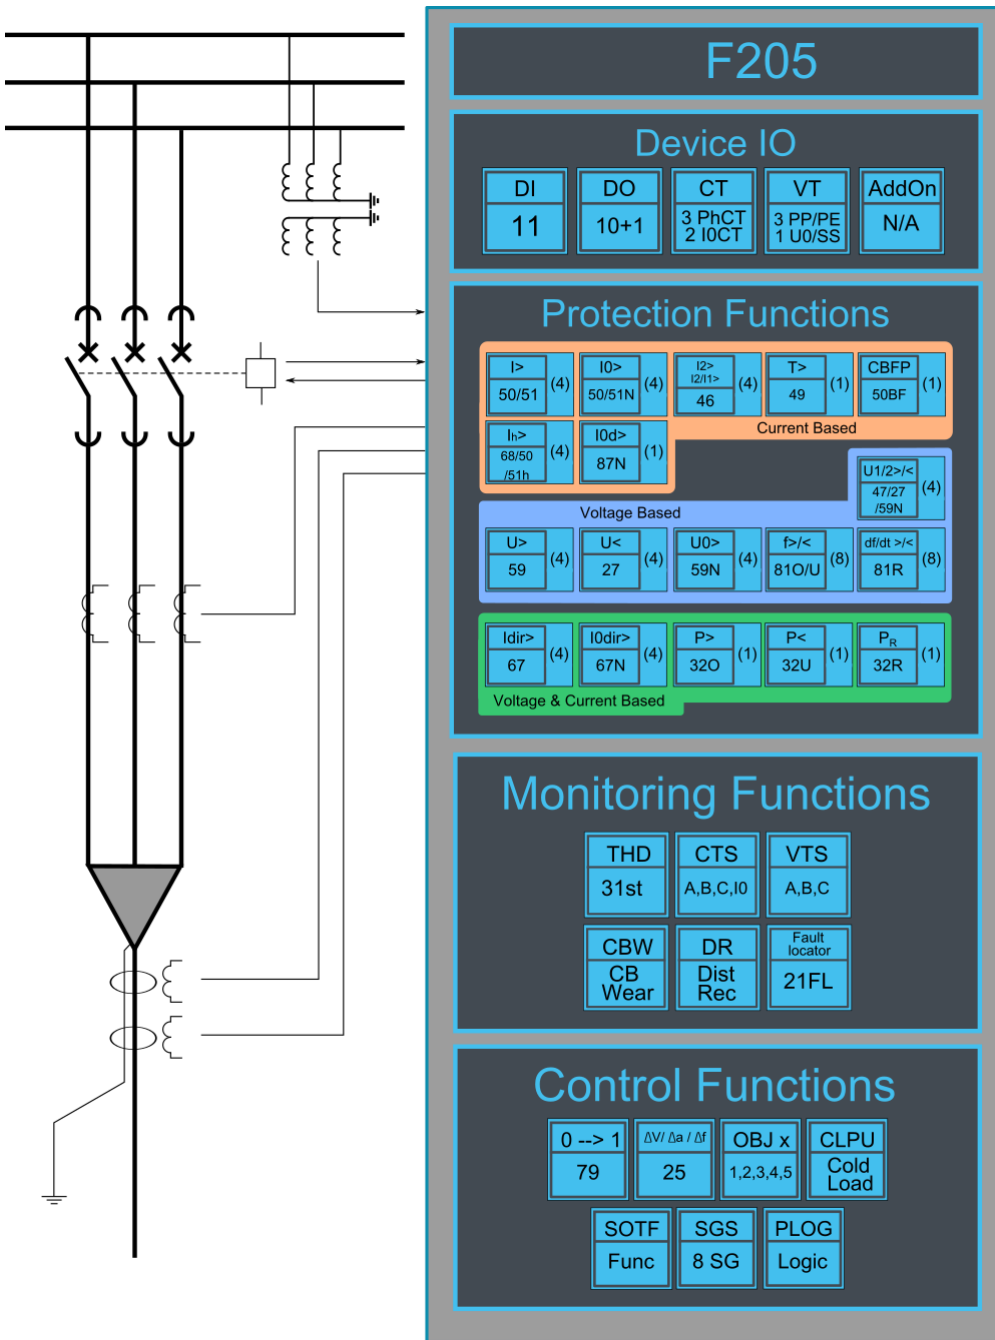 F205
Device IO
DI
11
DO
10+1
CT
3 PhCT
2 I0CT
VT
3 PP/PE
1 U0/SS
AddOn
N/A
Protection Functions
I>
50/51
(4)
I0>
50/51N
(4)
I2>
I2/I1>
46
(4)
T>
49
(1)
CBFP
50BF
(1)
Current Based
Ih>
68/50
/51h
(4)
I0d>
87N
(1)
U1/2>/<
47/27
/59N
(4)
Voltage Based
U>
59
(4)
U<
27
(4)
U0>
59N
(4)
f>/<
81O/U
(8)
df/dt >/<
81R
(8)
Idir>
67
(4)
I0dir>
67N
(4)
P>
32O
(1)
P<
32U
(1)
PR
32R
(1)
Voltage & Current Based
Monitoring Functions
THD
31st
CTS
A,B,C,I0
VTS
A,B,C
CBW
CB
Wear
DR
Dist
Rec
Fault
locator
21FL
Control Functions
0 --> 1
79
ΔV/ Δa / Δf
25
OBJ x
1,2,3,4,5
CLPU
Cold
Load
SOTF
Func
SGS
8 SG
PLOG
Logic